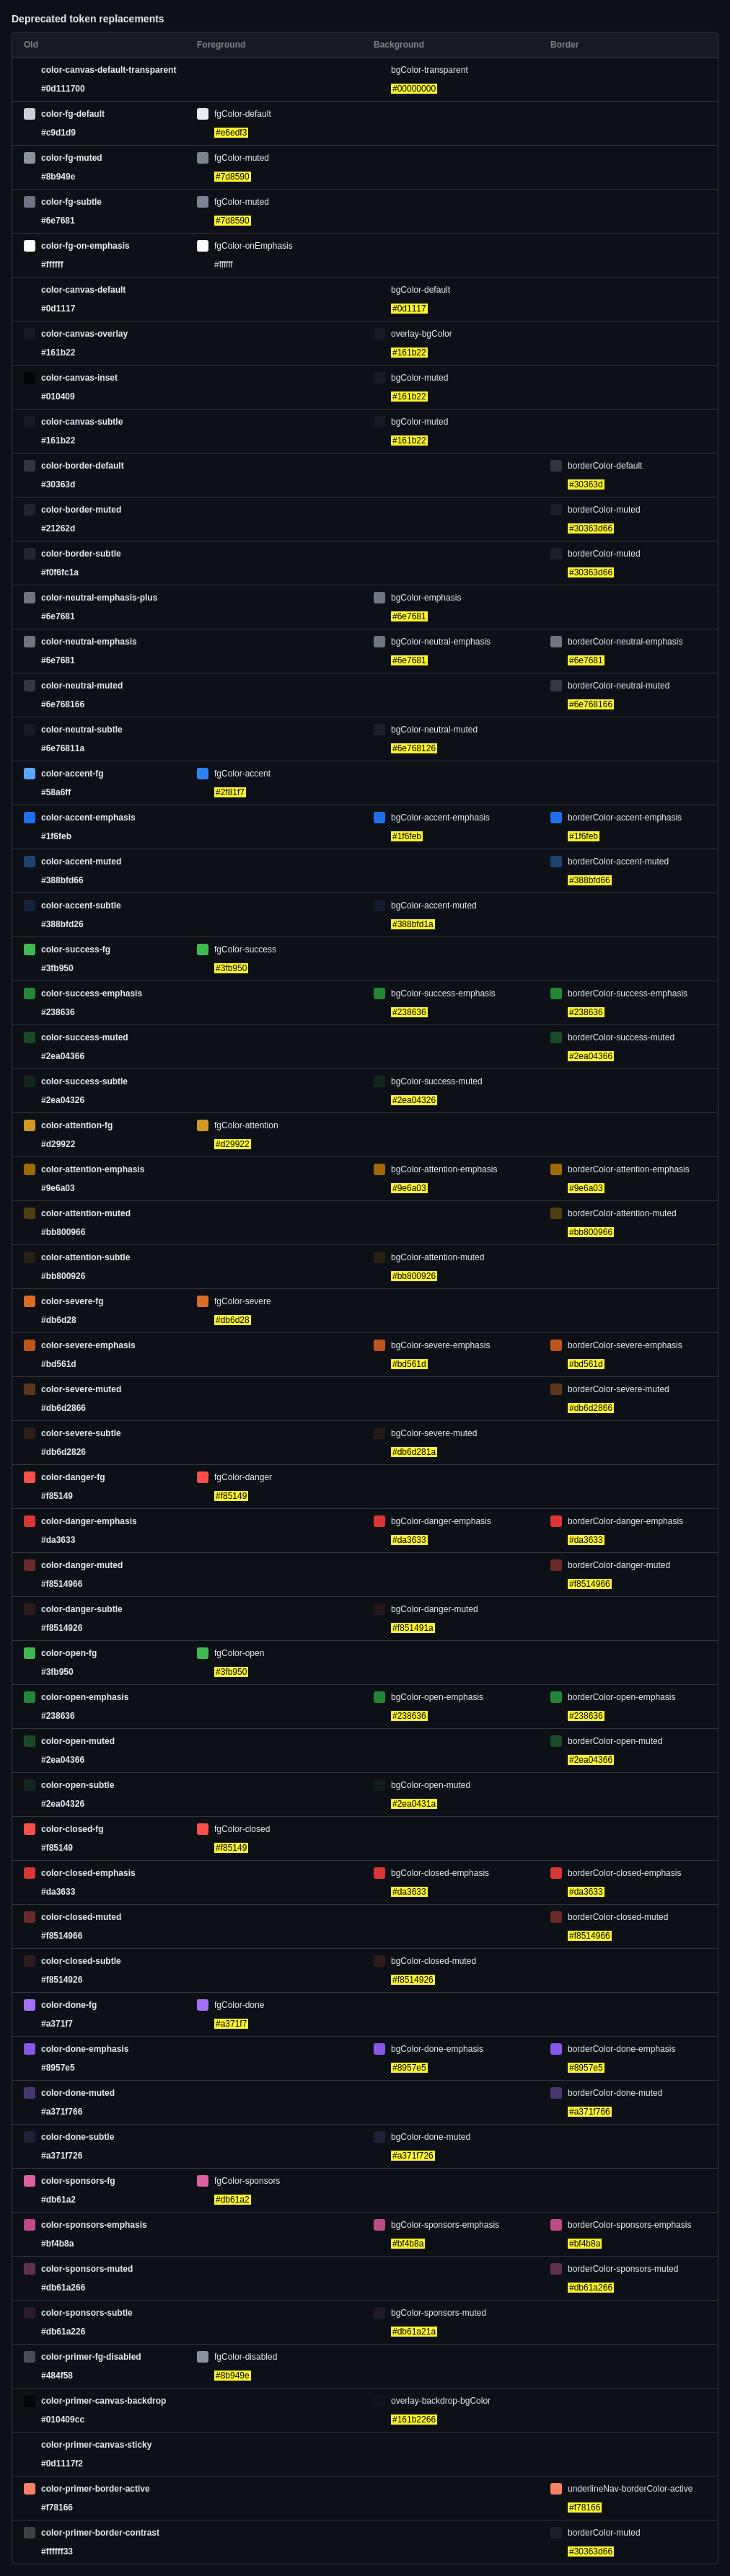 Deprecated token replacements
Old Foreground Background Border
color-canvas-default-transparent bgColor-transparent
#0d111700 #00000000
color-fg-default fgColor-default
#c9d1d9 #e6edf3
color-fg-muted fgColor-muted
#8b949e #7d8590
color-fg-subtle fgColor-muted
#6e7681 #7d8590
color-fg-on-emphasis fgColor-onEmphasis
#ffffff #ffffff
color-canvas-default bgColor-default
#0d1117 #0d1117
color-canvas-overlay overlay-bgColor
#161b22 #161b22
color-canvas-inset bgColor-muted
#010409 #161b22
color-canvas-subtle bgColor-muted
#161b22 #161b22
color-border-default borderColor-default
#30363d #30363d
color-border-muted borderColor-muted
#21262d #30363d66
color-border-subtle borderColor-muted
#f0f6fc1a #30363d66
color-neutral-emphasis-plus bgColor-emphasis
#6e7681 #6e7681
color-neutral-emphasis bgColor-neutral-emphasis borderColor-neutral-emphasis
#6e7681 #6e7681 #6e7681
color-neutral-muted borderColor-neutral-muted
#6e768166 #6e768166
color-neutral-subtle bgColor-neutral-muted
#6e76811a #6e768126
color-accent-fg fgColor-accent
#58a6ff #2f81f7
color-accent-emphasis bgColor-accent-emphasis borderColor-accent-emphasis
#1f6feb #1f6feb #1f6feb
color-accent-muted borderColor-accent-muted
#388bfd66 #388bfd66
color-accent-subtle bgColor-accent-muted
#388bfd26 #388bfd1a
color-success-fg fgColor-success
#3fb950 #3fb950
color-success-emphasis bgColor-success-emphasis borderColor-success-emphasis
#238636 #238636 #238636
color-success-muted borderColor-success-muted
#2ea04366 #2ea04366
color-success-subtle bgColor-success-muted
#2ea04326 #2ea04326
color-attention-fg fgColor-attention
#d29922 #d29922
color-attention-emphasis bgColor-attention-emphasis borderColor-attention-emphasis
#9e6a03 #9e6a03 #9e6a03
color-attention-muted borderColor-attention-muted
#bb800966 #bb800966
color-attention-subtle bgColor-attention-muted
#bb800926 #bb800926
color-severe-fg fgColor-severe
#db6d28 #db6d28
color-severe-emphasis bgColor-severe-emphasis borderColor-severe-emphasis
#bd561d #bd561d #bd561d
color-severe-muted borderColor-severe-muted
#db6d2866 #db6d2866
color-severe-subtle bgColor-severe-muted
#db6d2826 #db6d281a
color-danger-fg fgColor-danger
#f85149 #f85149
color-danger-emphasis bgColor-danger-emphasis borderColor-danger-emphasis
#da3633 #da3633 #da3633
color-danger-muted borderColor-danger-muted
#f8514966 #f8514966
color-danger-subtle bgColor-danger-muted
#f8514926 #f851491a
color-open-fg fgColor-open
#3fb950 #3fb950
color-open-emphasis bgColor-open-emphasis borderColor-open-emphasis
#238636 #238636 #238636
color-open-muted borderColor-open-muted
#2ea04366 #2ea04366
color-open-subtle bgColor-open-muted
#2ea04326 #2ea0431a
color-closed-fg fgColor-closed
#f85149 #f85149
color-closed-emphasis bgColor-closed-emphasis borderColor-closed-emphasis
#da3633 #da3633 #da3633
color-closed-muted borderColor-closed-muted
#f8514966 #f8514966
color-closed-subtle bgColor-closed-muted
#f8514926 #f8514926
color-done-fg fgColor-done
#a371f7 #a371f7
color-done-emphasis bgColor-done-emphasis borderColor-done-emphasis
#8957e5 #8957e5 #8957e5
color-done-muted borderColor-done-muted
#a371f766 #a371f766
color-done-subtle bgColor-done-muted
#a371f726 #a371f726
color-sponsors-fg fgColor-sponsors
#db61a2 #db61a2
color-sponsors-emphasis bgColor-sponsors-emphasis borderColor-sponsors-emphasis
#bf4b8a #bf4b8a #bf4b8a
color-sponsors-muted borderColor-sponsors-muted
#db61a266 #db61a266
color-sponsors-subtle bgColor-sponsors-muted
#db61a226 #db61a21a
color-primer-fg-disabled fgColor-disabled
#484f58 #8b949e
color-primer-canvas-backdrop overlay-backdrop-bgColor
#010409cc #161b2266
color-primer-canvas-sticky
#0d1117f2
color-primer-border-active underlineNav-borderColor-active
#f78166 #f78166
color-primer-border-contrast borderColor-muted
#ffffff33 #30363d66